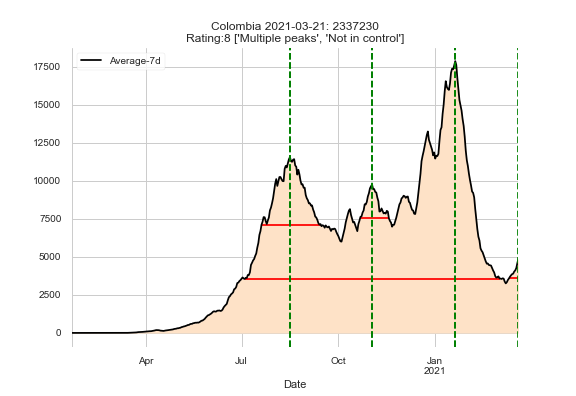 Colombia 2021-03-21: 2337230
Rating:8 ['Multiple peaks', 'Not in control']
Average-7d
17500
15000
12500
10000
7500
5000
2500
0
Apr
Jul
Oct
Jan
2021
Date